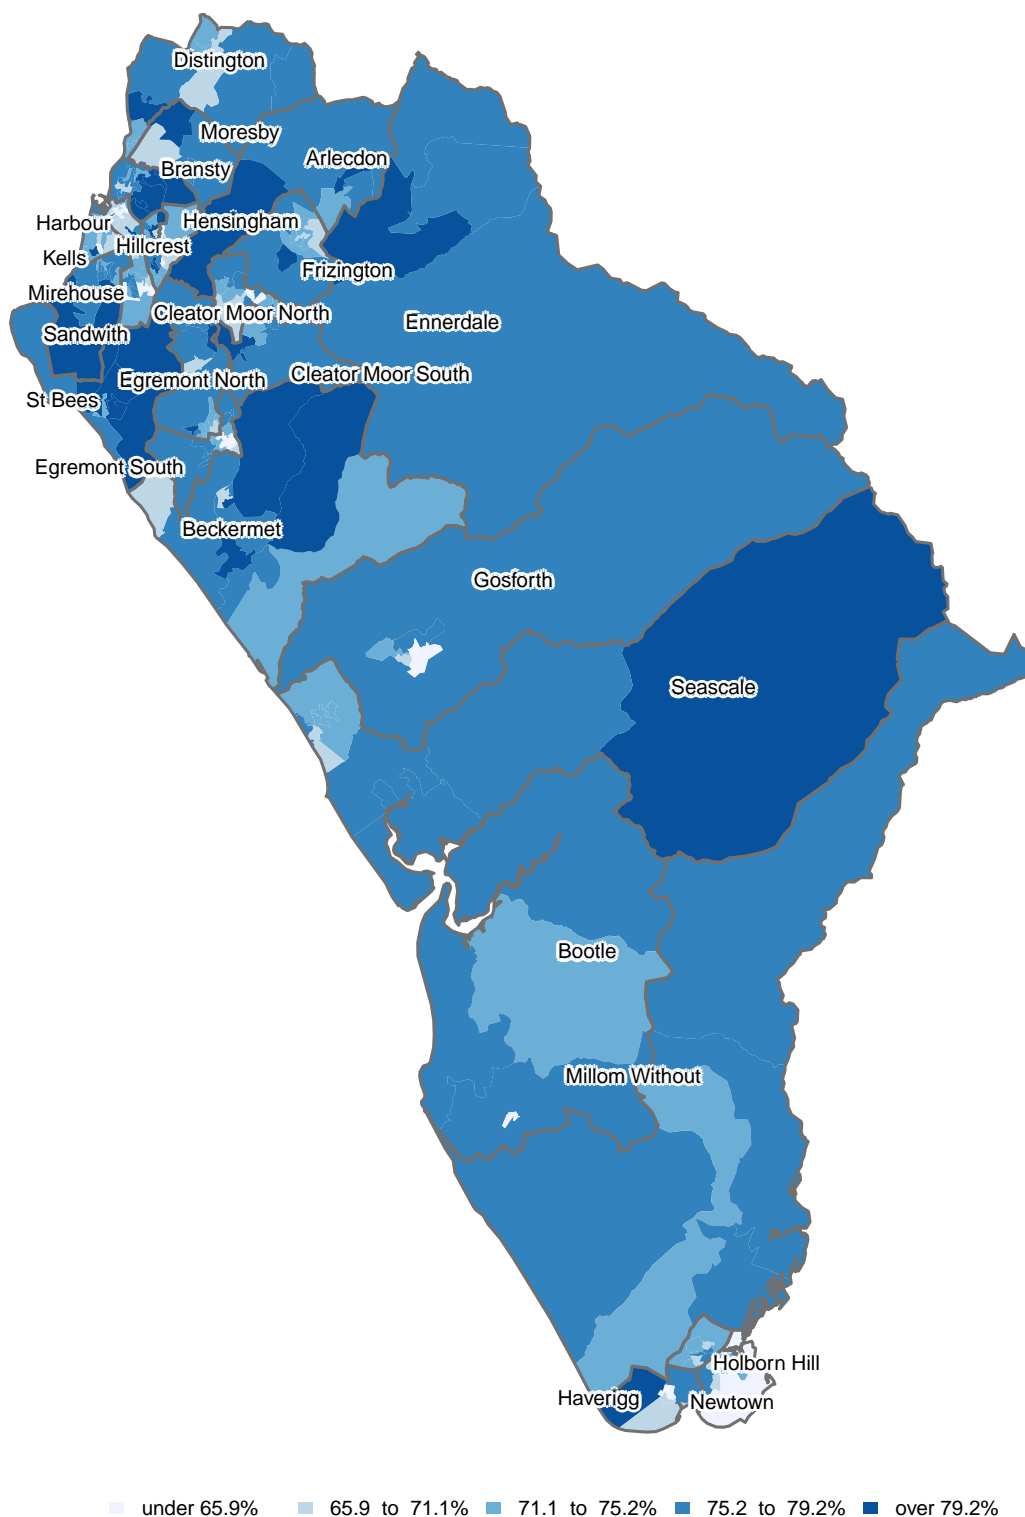 Distington
Moresby
Arlecdon
Bransty
Harbour
Hensingham
Hillcrest
Kells
Frizington
Mirehouse
Cleator Moor North
Ennerdale
Sandwith
Cleator Moor South
Egremont North
St Bees
Egremont South
Beckermet
Gosforth
Seascale
Bootle
Millom Without
Holborn Hill
Haverigg
Newtown
under 65.9% 65.9 to 71.1% 71.1 to 75.2% 75.2 to 79.2% over 79.2%